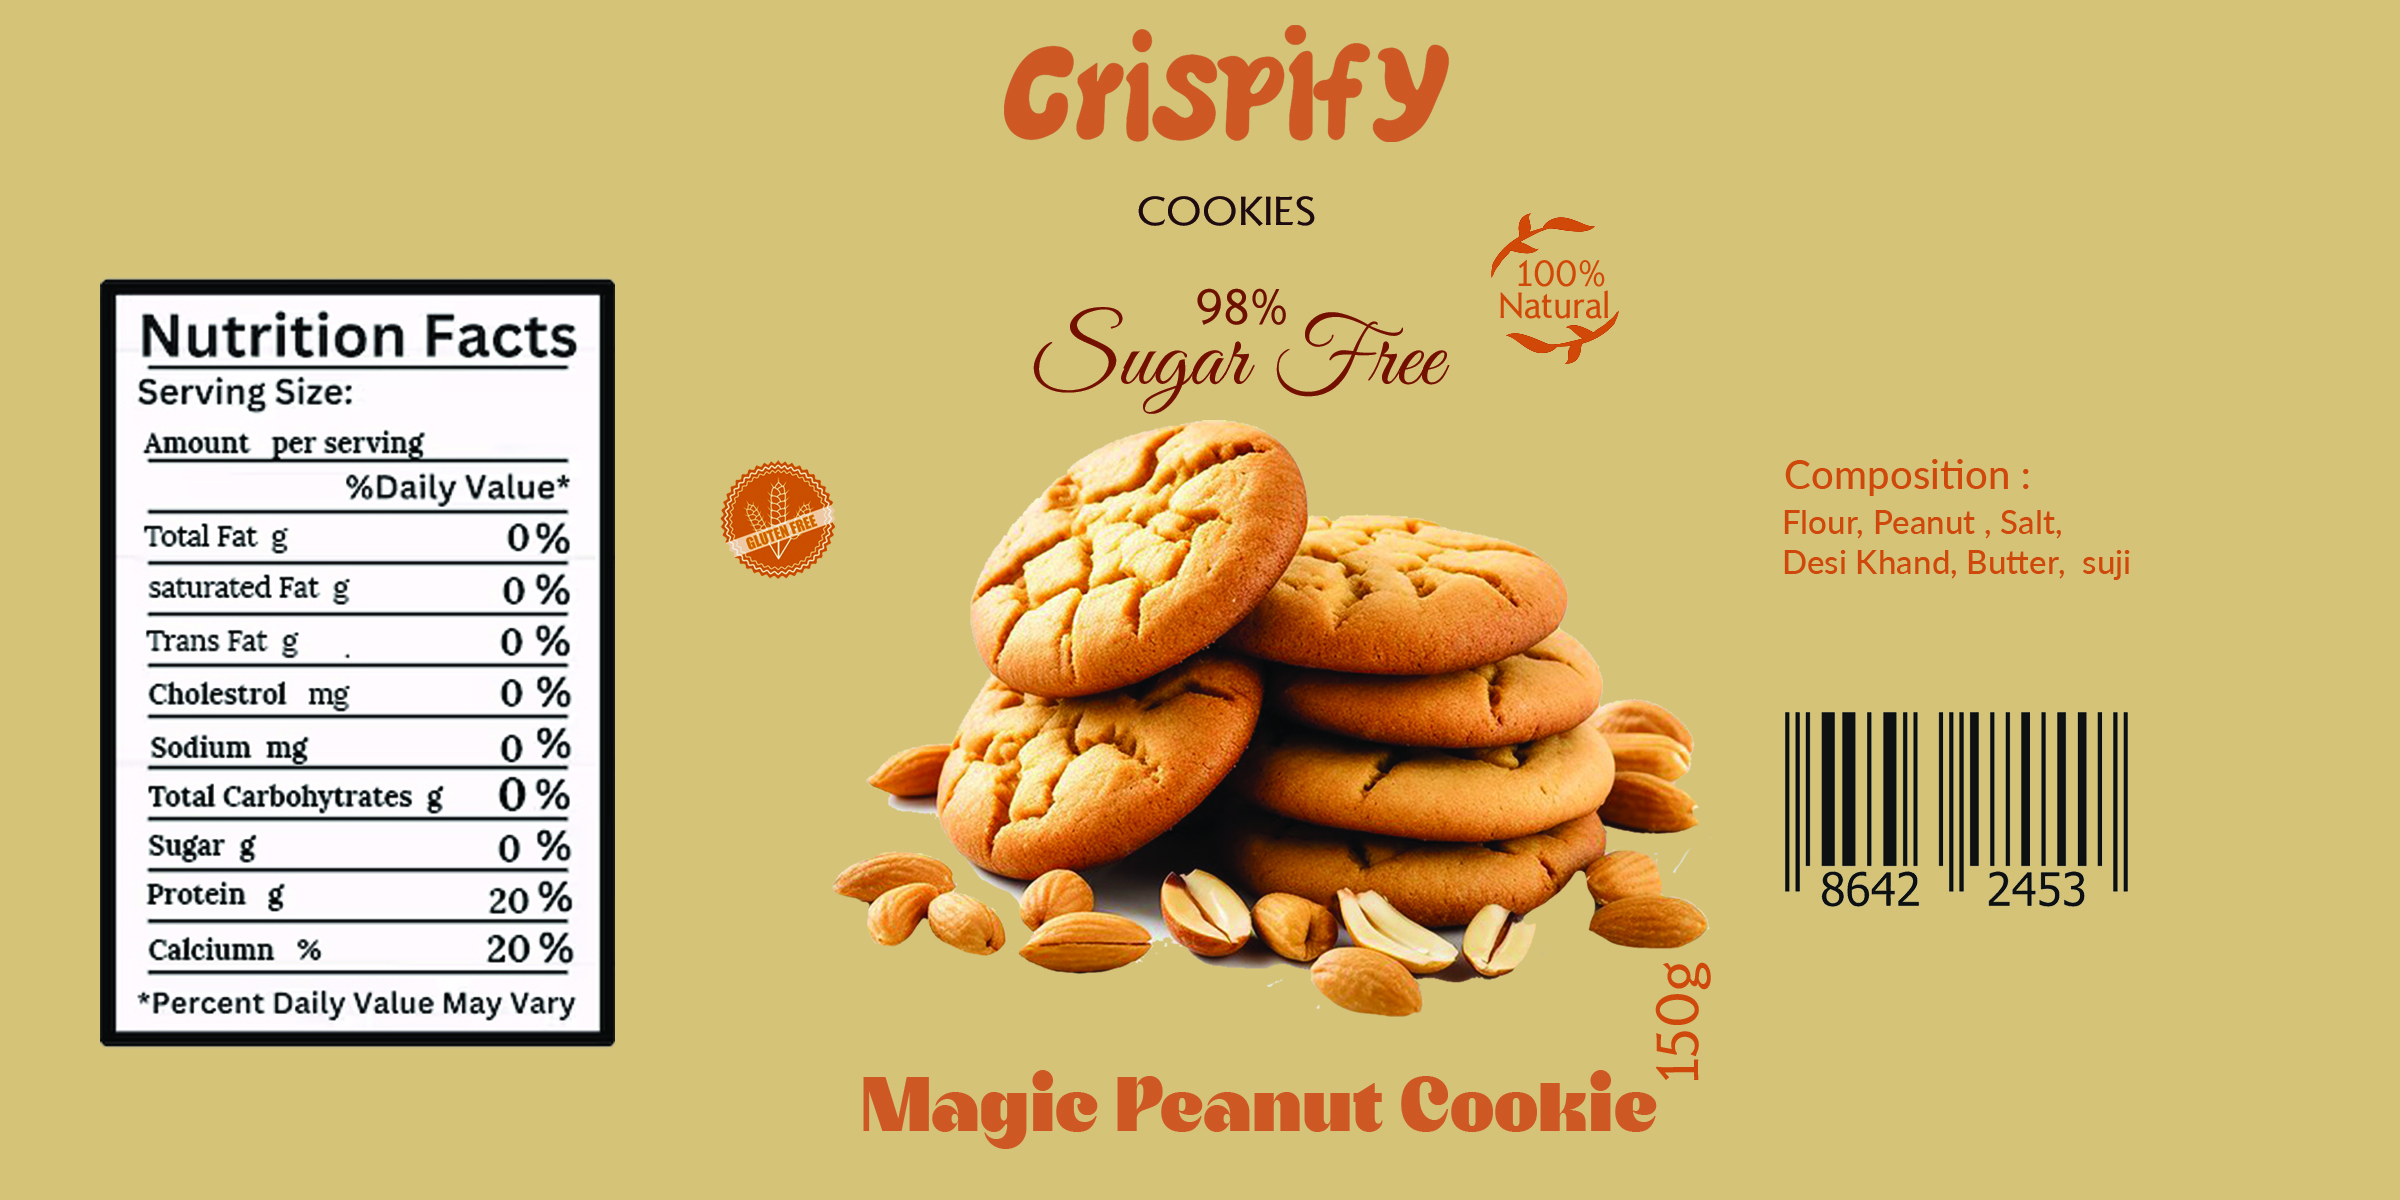 Crispify
COOKIES
98%
Sugar Free
100%
Natural
GLUTEN FREE
Nutrition Facts
Serving Size:
Amount per serving
%Daily Value*
Total Fat g 0%
saturated Fat g 0 %
Trans Fat g . 0 %
Cholestrol mg 0 %
Sodium mg 0 %
Total Carbohytrates g 0 %
Sugar g 0 %
Protein g 20 %
Calciumn % 20 %
*Percent Daily Value May Vary
Composition :
Flour, Peanut , Salt,
Desi Khand, Butter, suji
8642 2453
150g
Magic Peanut Cookie